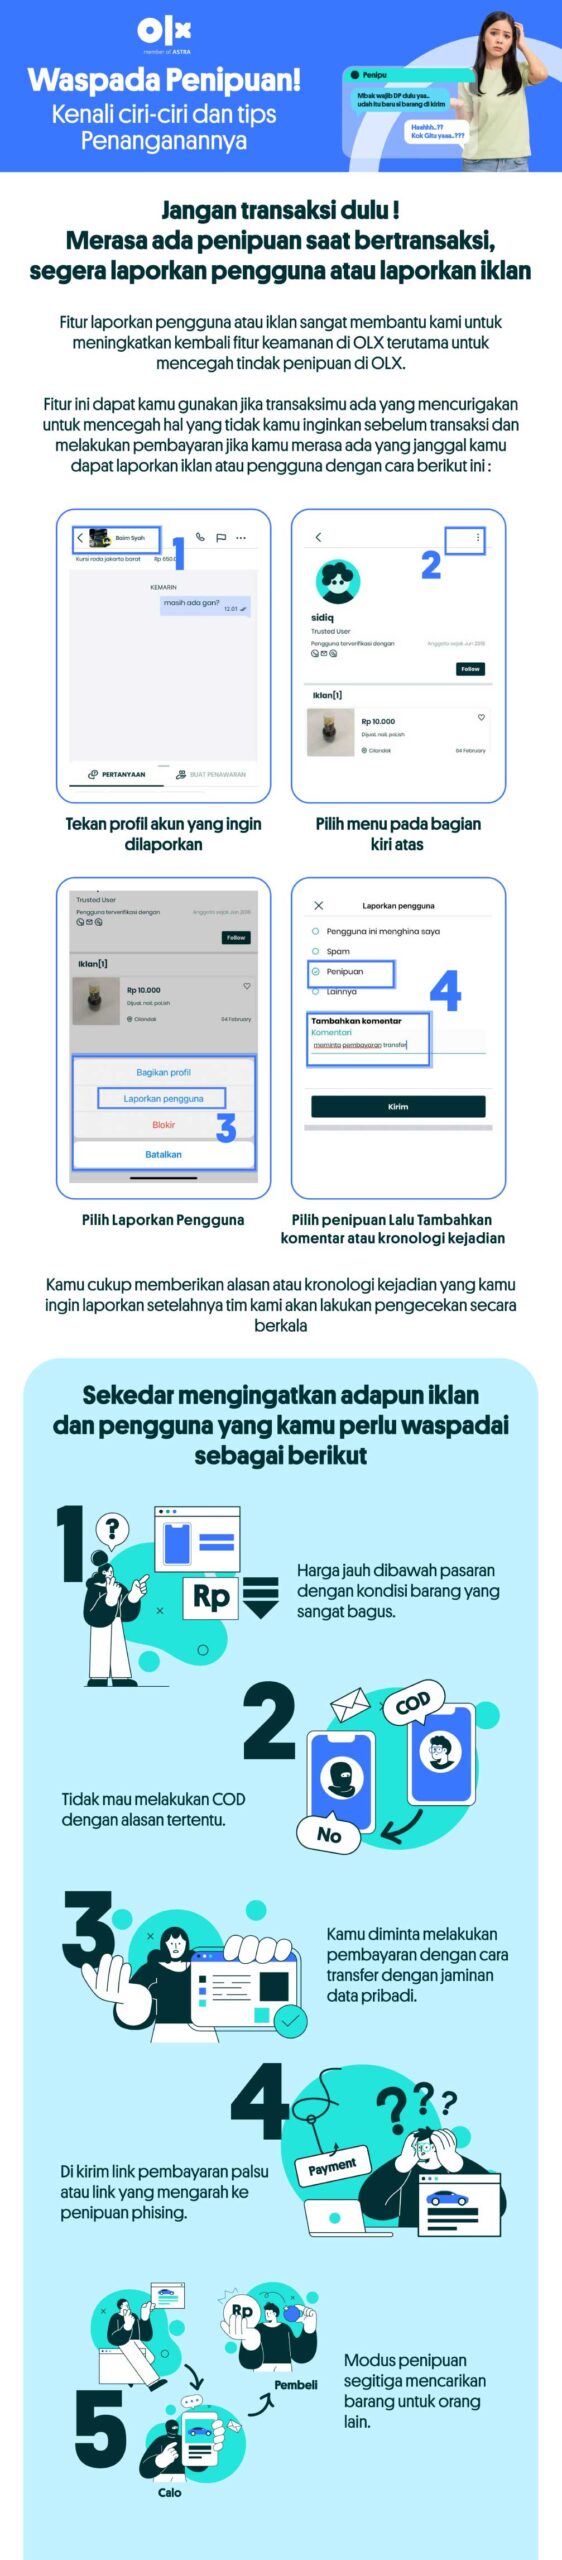 olx
member of ASTRA
Waspada Penipuan!
Kenali ciri-ciri dan tips
Penanganannya
Penipu
Mbak wajib DP dulu yaa..
udah itu baru si barang di kirim
Haahhh..??
Kok Gitu yaaa..???
Jangan transaksi dulu !
Merasa ada penipuan saat bertransaksi,
segera laporkan pengguna atau laporkan iklan
Fitur laporkan pengguna atau iklan sangat membantu kami untuk
meningkatkan kembali fitur keamanan di OLX terutama untuk
mencegah tindak penipuan di OLX.
Fitur ini dapat kamu gunakan jika transaksimu ada yang mencurigakan
untuk mencegah hal yang tidak kamu inginkan sebelum transaksi dan
melakukan pembayaran jika kamu merasa ada yang janggal kamu
dapat laporkan iklan atau pengguna dengan cara berikut ini :
Baim Syah
1
Kursi roda jakarta barat Rp 650.0
KEMARIN
masih ada gan?
12.01
PERTANYAAN
BUAT PENAWARAN
Tekan profil akun yang ingin
dilaporkan
2
sidiq
Trusted User
Pengguna terverifikasi dengan
Anggota sejak Jun 2016
Follow
Iklan[1]
Rp 10.000
Dijual nail polish
Cilandak
04 February
Pilih menu pada bagian
kiri atas
Trusted User
Pengguna terverifikasi dengan
Anggota sejak Jun 2016
Follow
Iklan[1]
Rp 10.000
Dijual nail polish
Cilandak
04 February
Bagikan profil
Laporkan pengguna
Blokir
3
Batalkan
Pilih Laporkan Pengguna
Laporkan pengguna
Pengguna ini menghina saya
Spam
Penipuan
4
Lainnya
Tambahkan komentar
Komentari
meminta pembayaran transfer
Kirim
Pilih penipuan Lalu Tambahkan
komentar atau kronologi kejadian
Kamu cukup memberikan alasan atau kronologi kejadian yang kamu
ingin laporkan setelahnya tim kami akan lakukan pengecekan secara
berkala
Sekedar mengingatkan adapun iklan
dan pengguna yang kamu perlu waspadai
sebagai berikut
1
?
Rp
Harga jauh dibawah pasaran
dengan kondisi barang yang
sangat bagus.
2
COD
No
Tidak mau melakukan COD
dengan alasan tertentu.
3
Kamu diminta melakukan
pembayaran dengan cara
transfer dengan jaminan
data pribadi.
4
???
Payment
Di kirim link pembayaran palsu
atau link yang mengarah ke
penipuan phising.
5
Rp
Pembeli
Calo
Modus penipuan
segitiga mencarikan
barang untuk orang
lain.